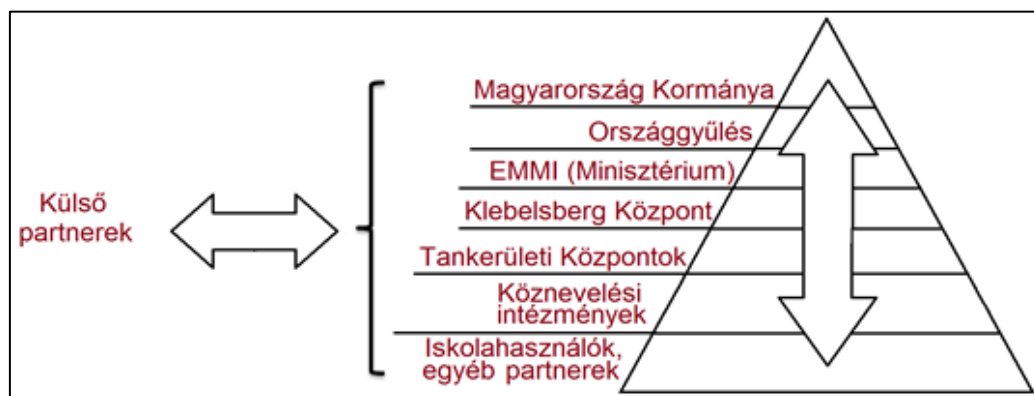 Magyarország Kormánya
Országgyűlés
EMMI (Minisztérium)
Klebelsberg Központ
Külső
partnerek
Tankerületi Központok
Köznevelési
intézmények
Iskolahasználók,
egyéb partnerek